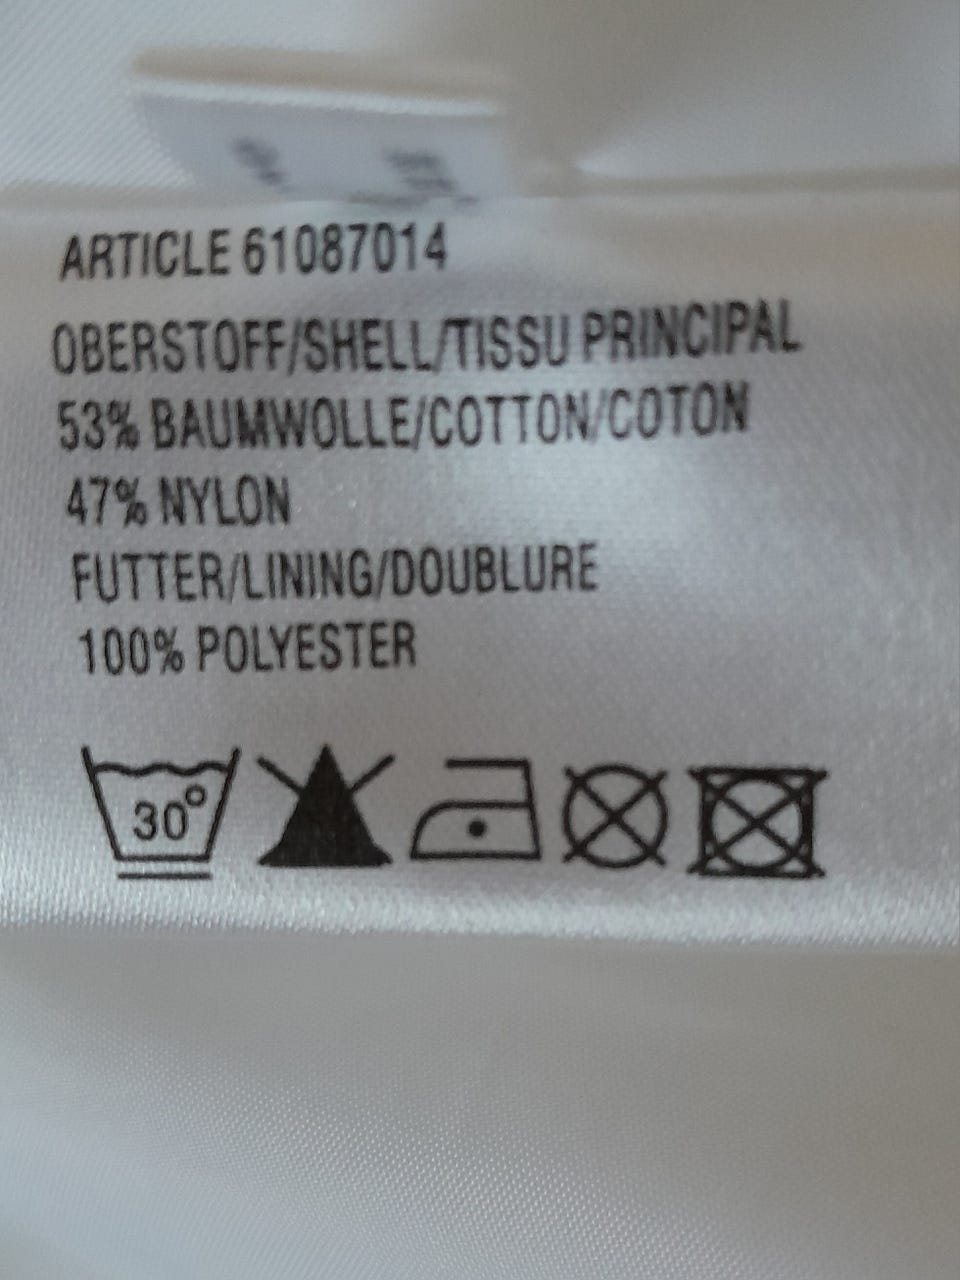 ARTICLE 61087014
OBERSTOFF/SHELL/TISSU PRINCIPAL
53% BAUMWOLLE/COTTON/COTON
47% NYLON
FUTTER/LINING/DOUBLURE
100% POLYESTER
30°